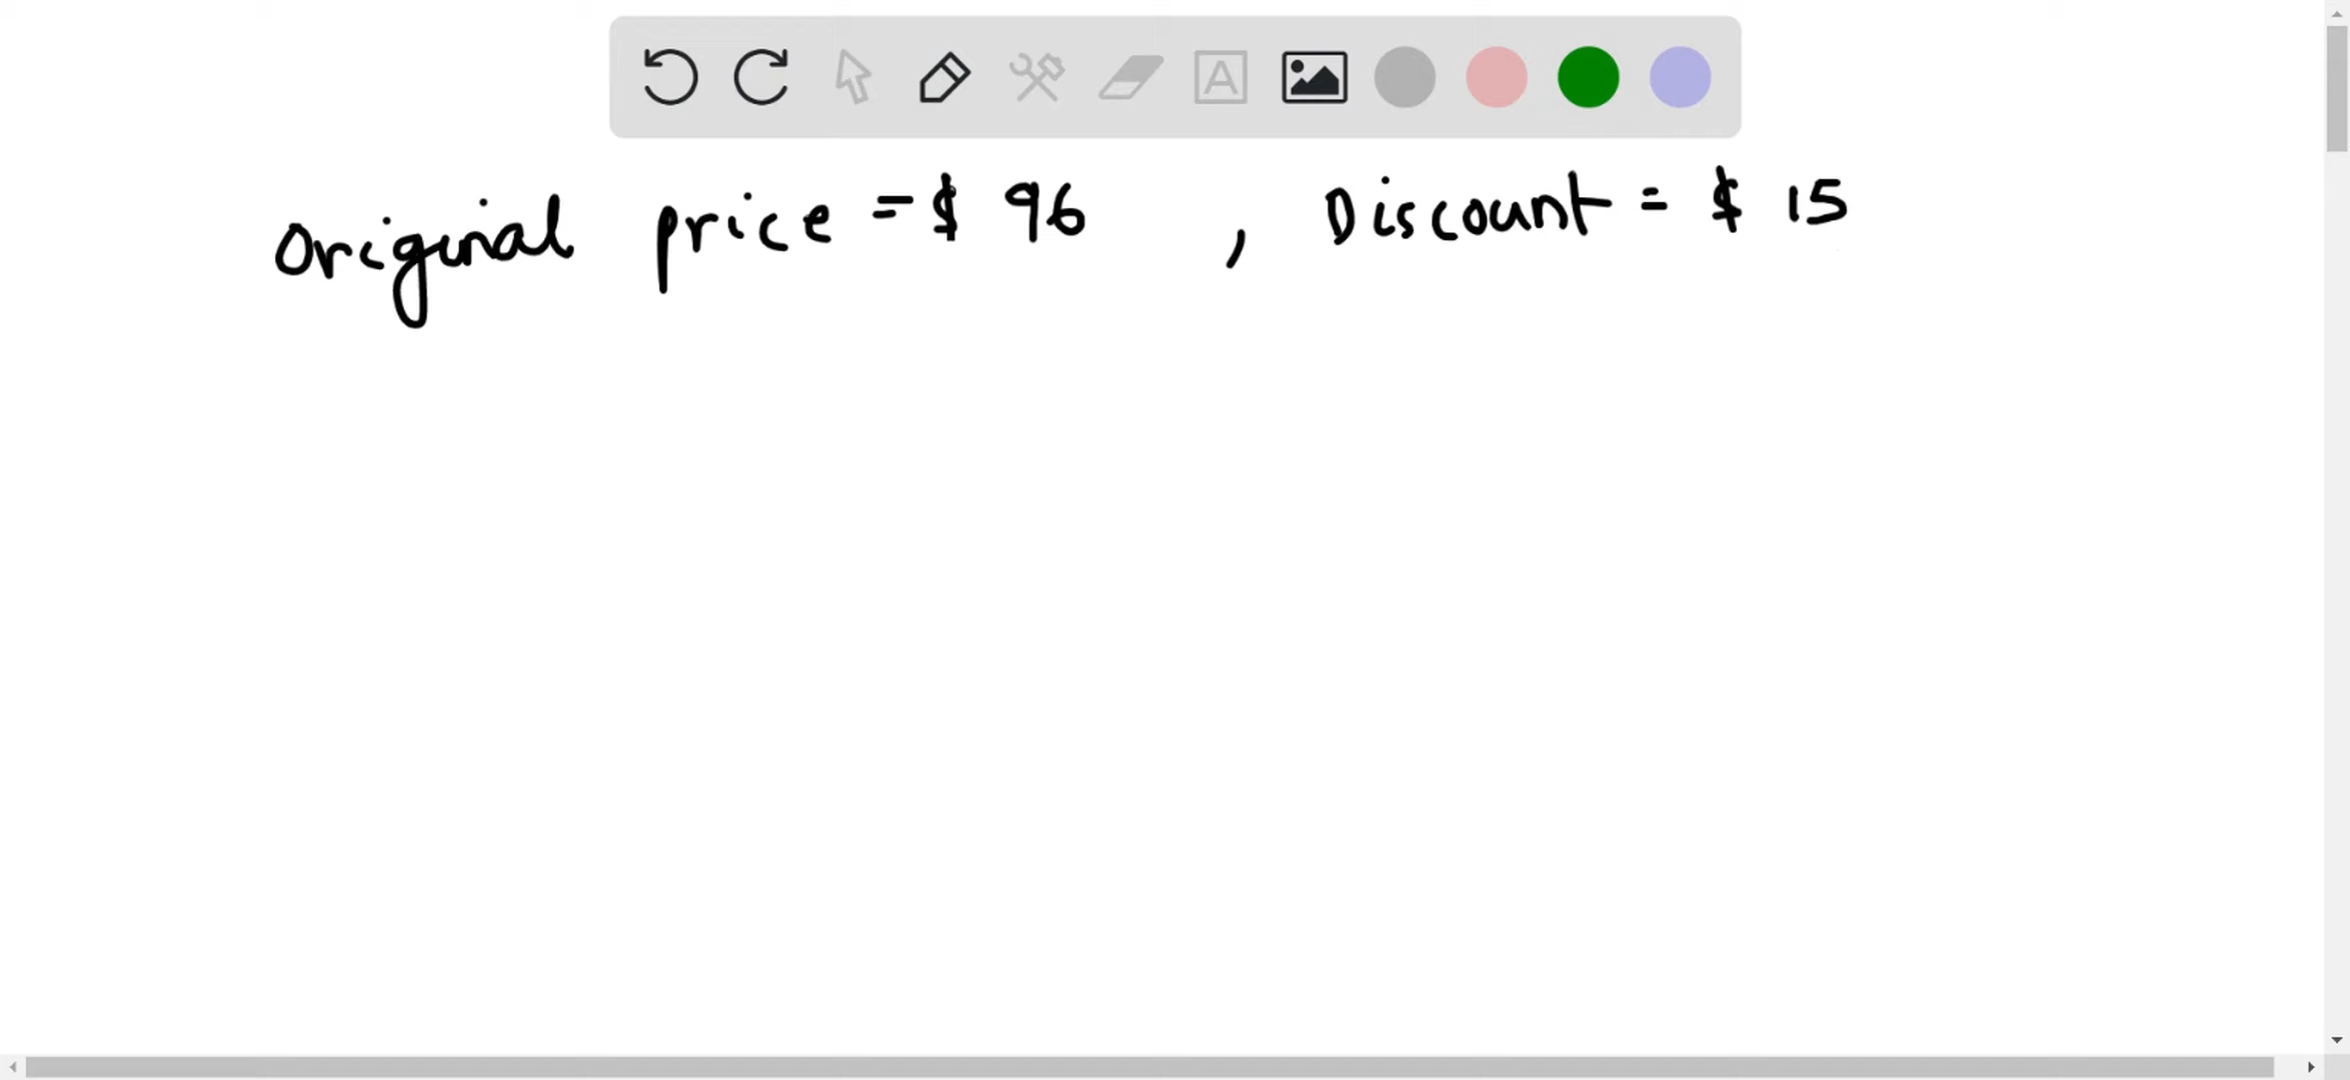 Original price = $ 96 , Discount = $ 15